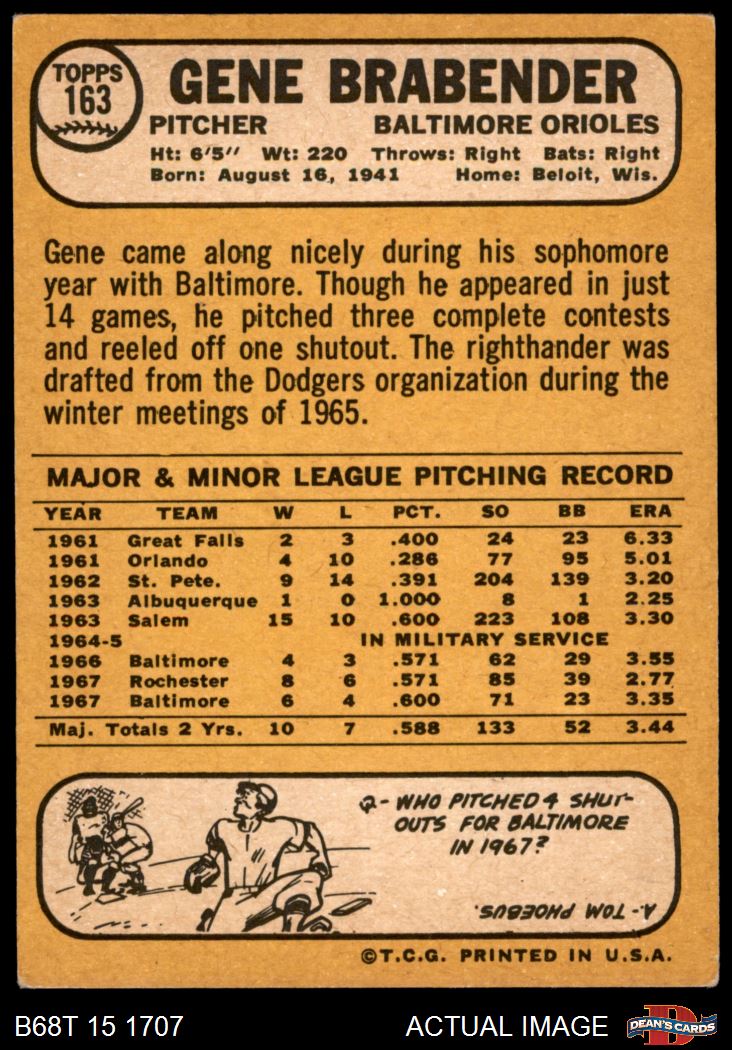 TOPPS
163
GENE BRABENDER
PITCHER BALTIMORE ORIOLES
Ht: 6'5" Wt: 220 Throws: Right Bats: Right
Born: August 16, 1941 Home: Beloit, Wis.
Gene came along nicely during his sophomore
year with Baltimore. Though he appeared in just
14 games, he pitched three complete contests
and reeled off one shutout. The righthander was
drafted from the Dodgers organization during the
winter meetings of 1965.
MAJOR & MINOR LEAGUE PITCHING RECORD
YEAR TEAM W L PCT. SO BB ERA
1961 Great Falls 2 3 .400 24 23 6.33
1961 Orlando 4 10 .286 77 95 5.01
1962 St. Pete. 9 14 .391 204 139 3.20
1963 Albuquerque 1 0 1.000 8 1 2.25
1963 Salem 15 10 .600 223 108 3.30
1964-5 IN MILITARY SERVICE
1966 Baltimore 4 3 .571 62 29 3.55
1967 Rochester 8 6 .571 85 39 2.77
1967 Baltimore 6 4 .600 71 23 3.35
Maj. Totals 2 Yrs. 10 7 .588 133 52 3.44
Q- WHO PITCHED 4 SHUT-
OUTS FOR BALTIMORE
IN 1967?
A- TOM PHOEBUS.
©T.C.G. PRINTED IN U.S.A.
B68T 15 1707 ACTUAL IMAGE DEAN'S CARDS